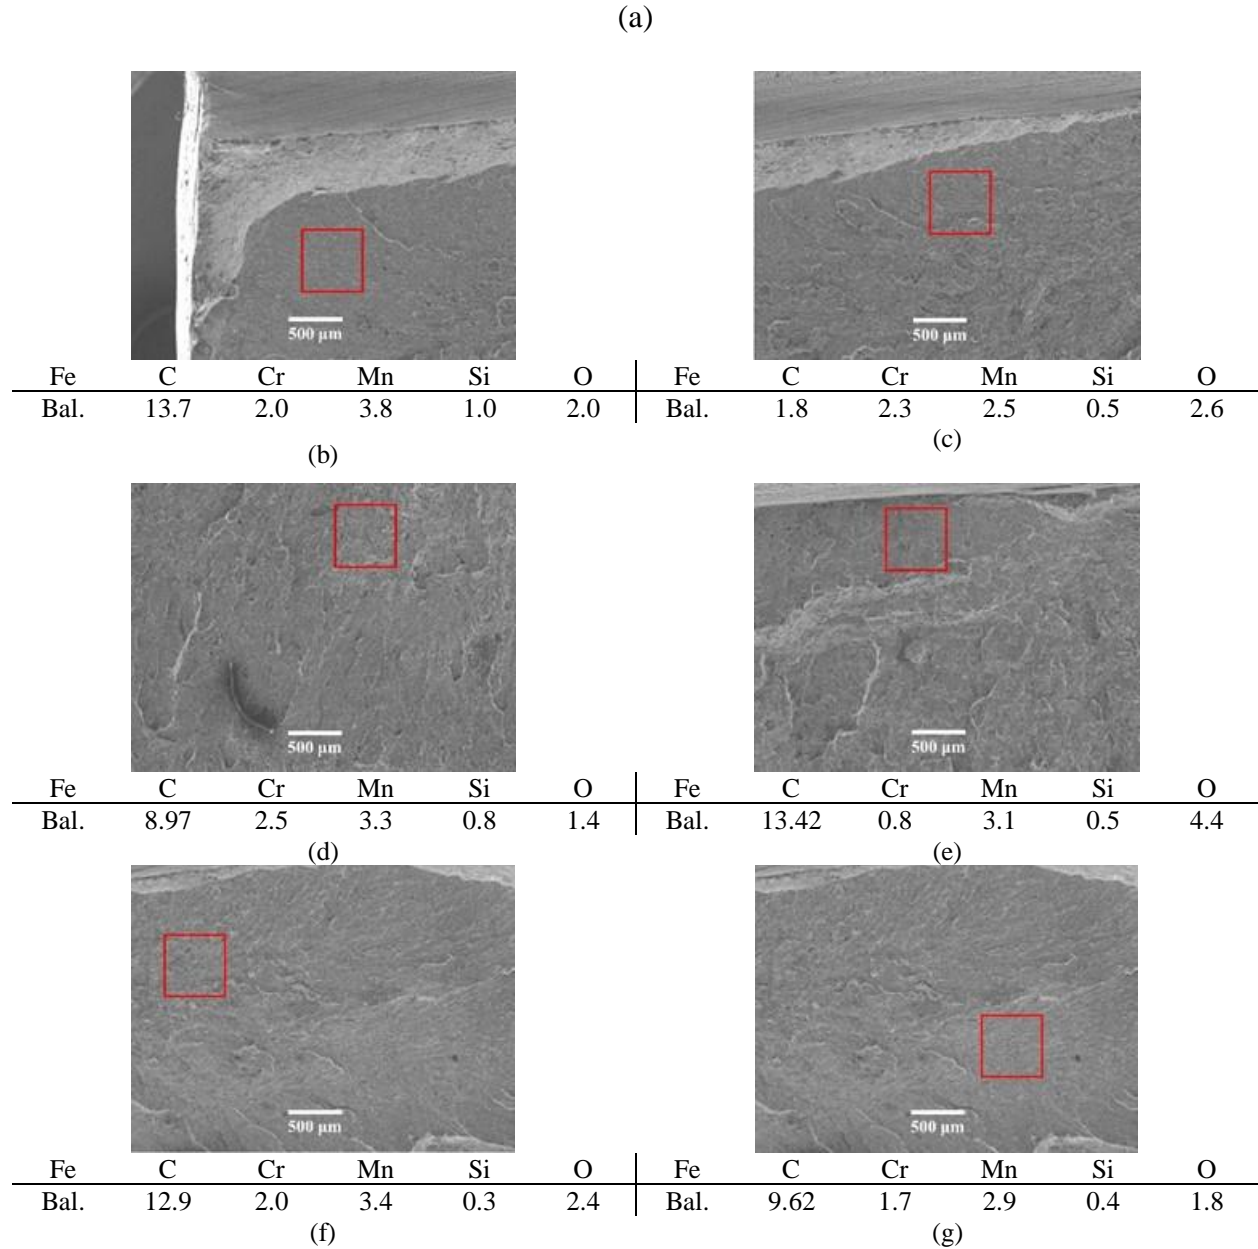 (a)
500 µm
500 µm
Fe C Cr Mn Si O Fe C Cr Mn Si O
Bal. 13.7 2.0 3.8 1.0 2.0 Bal. 1.8 2.3 2.5 0.5 2.6
(b) (c)
500 µm
500 µm
Fe C Cr Mn Si O Fe C Cr Mn Si O
Bal. 8.97 2.5 3.3 0.8 1.4 Bal. 13.42 0.8 3.1 0.5 4.4
(d) (e)
500 µm
500 µm
Fe C Cr Mn Si O Fe C Cr Mn Si O
Bal. 12.9 2.0 3.4 0.3 2.4 Bal. 9.62 1.7 2.9 0.4 1.8
(f) (g)